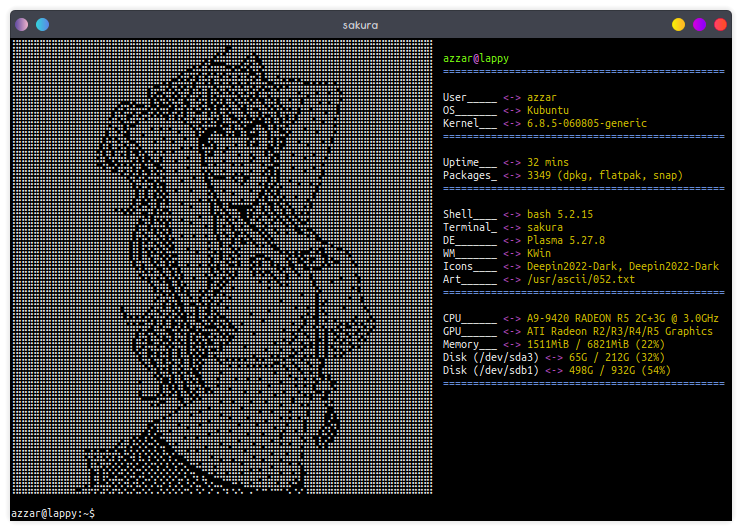 sakura
azzar@lappy
===============================================
User_____ <-> azzar
OS_______ <-> Kubuntu
Kernel___ <-> 6.8.5-060805-generic
===============================================
Uptime___ <-> 32 mins
Packages_ <-> 3349 (dpkg, flatpak, snap)
===============================================
Shell____ <-> bash 5.2.15
Terminal_ <-> sakura
DE_______ <-> Plasma 5.27.8
WM_______ <-> KWin
Icons____ <-> Deepin2022-Dark, Deepin2022-Dark
Art______ <-> /usr/ascii/052.txt
===============================================
CPU______ <-> A9-9420 RADEON R5 2C+3G @ 3.0GHz
GPU______ <-> ATI Radeon R2/R3/R4/R5 Graphics
Memory___ <-> 1511MiB / 6821MiB (22%)
Disk (/dev/sda3) <-> 65G / 212G (32%)
Disk (/dev/sdb1) <-> 498G / 932G (54%)
===============================================
azzar@lappy:~$